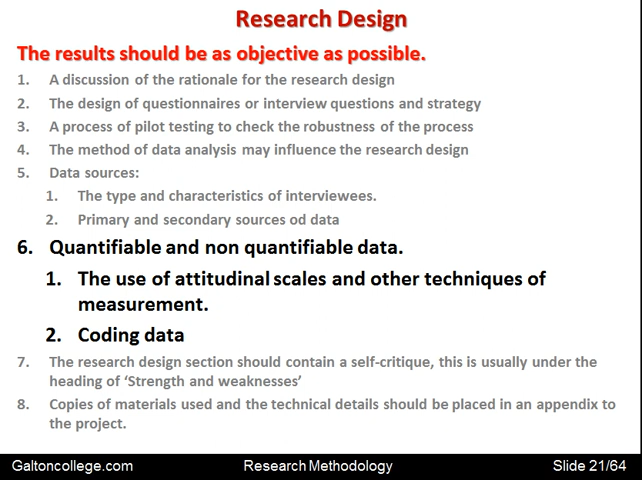 Research Design
The results should be as objective as possible.
1. A discussion of the rationale for the research design
2. The design of questionnaires or interview questions and strategy
3. A process of pilot testing to check the robustness of the process
4. The method of data analysis may influence the research design
5. Data sources:
1. The type and characteristics of interviewees.
2. Primary and secondary sources od data
6. Quantifiable and non quantifiable data.
1. The use of attitudinal scales and other techniques of
measurement.
2. Coding data
7. The research design section should contain a self-critique, this is usually under the
heading of ‘Strength and weaknesses’
8. Copies of materials used and the technical details should be placed in an appendix to
the project.
Galtoncollege.com Research Methodology Slide 21/64